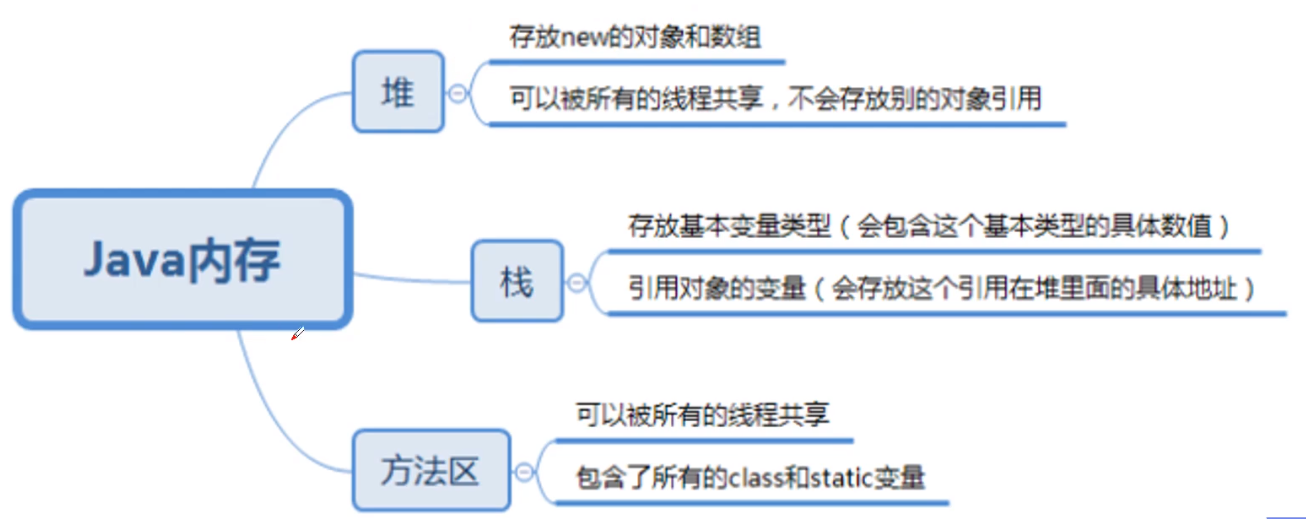 存放new的对象和数组
堆
可以被所有的线程共享，不会存放别的对象引用
存放基本变量类型（会包含这个基本类型的具体数值）
Java内存
栈
引用对象的变量（会存放这个引用在堆里面的具体地址）
可以被所有的线程共享
方法区
包含了所有的class和static变量